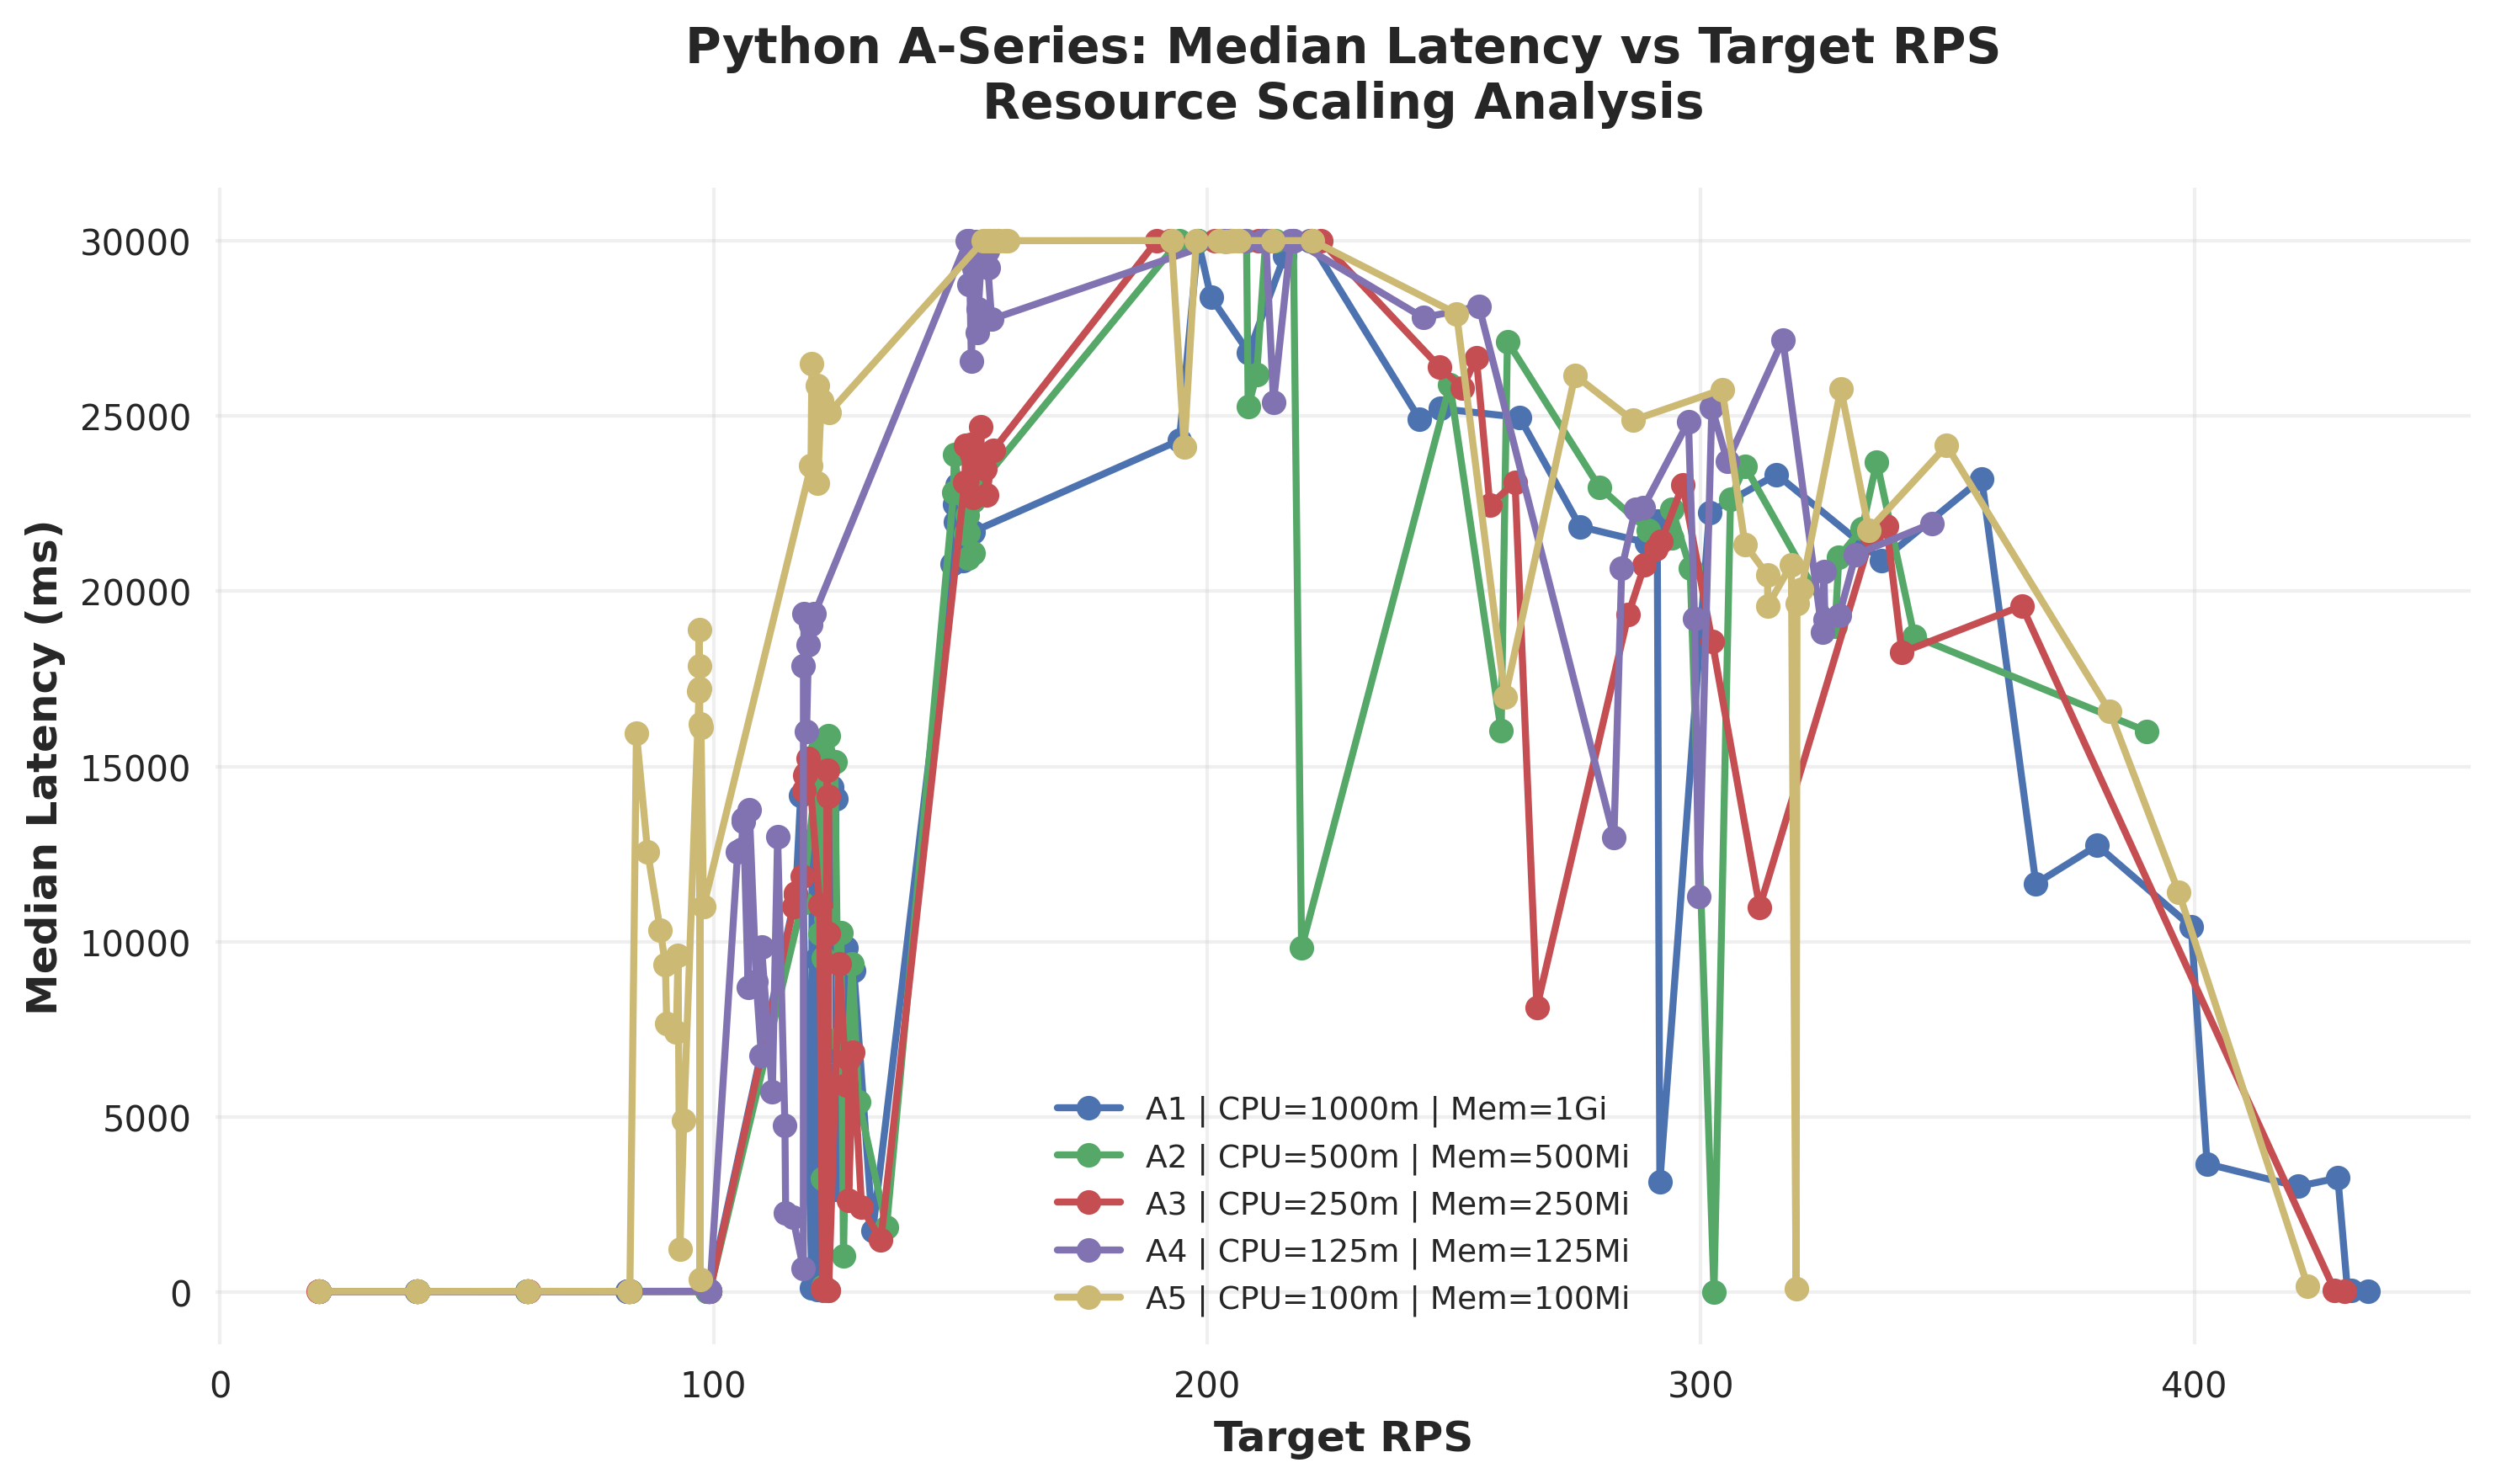 Python A-Series: Median Latency vs Target RPS
Resource Scaling Analysis
Median Latency (ms)
30000
25000
20000
15000
10000
5000
0
A1 | CPU=1000m | Mem=1Gi
A2 | CPU=500m | Mem=500Mi
A3 | CPU=250m | Mem=250Mi
A4 | CPU=125m | Mem=125Mi
A5 | CPU=100m | Mem=100Mi
0 100 200 300 400
Target RPS